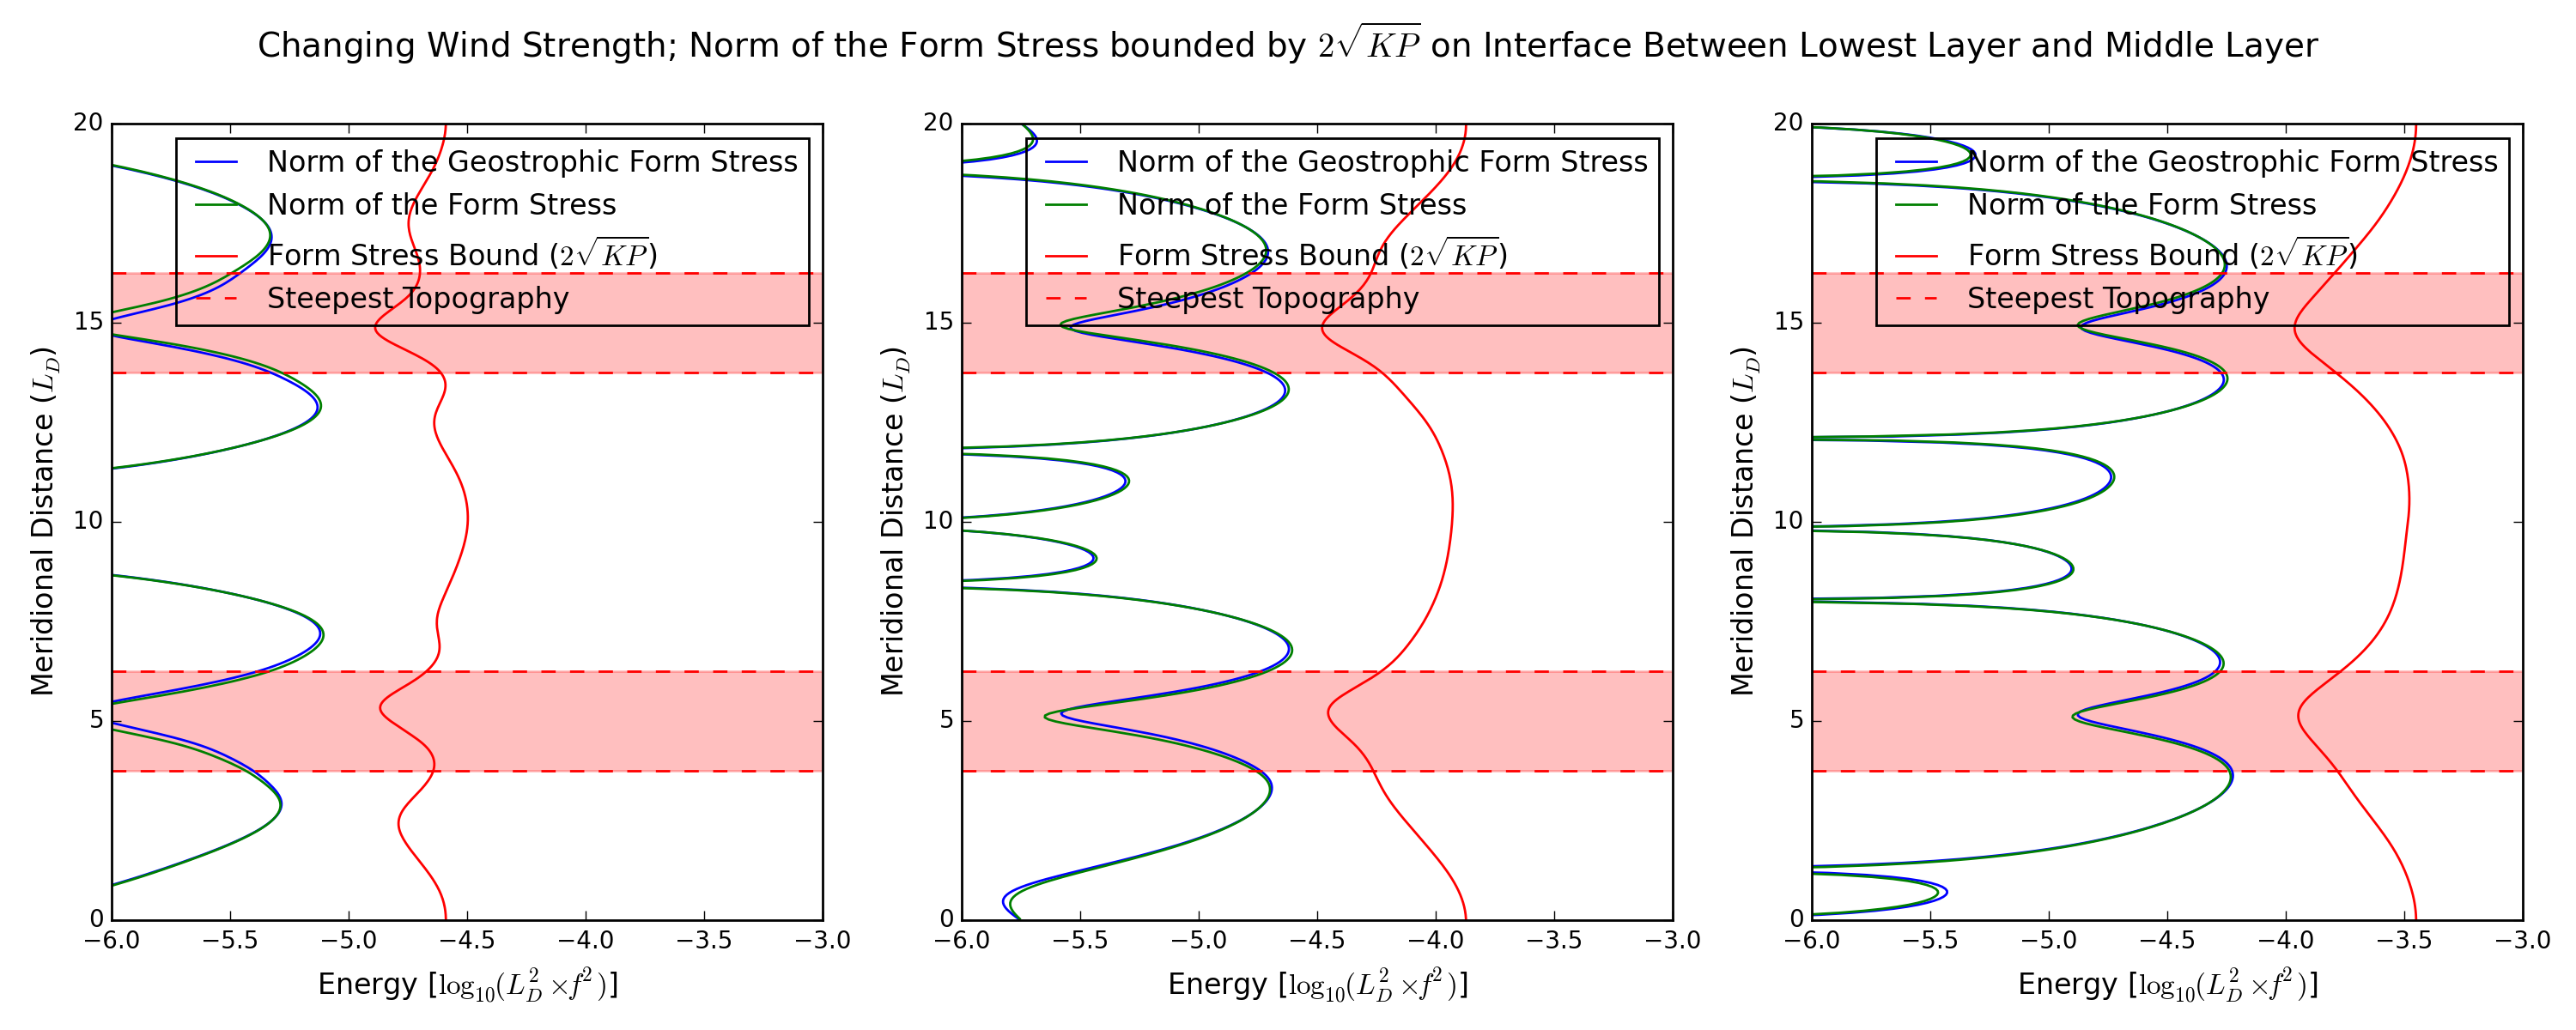 Changing Wind Strength; Norm of the Form Stress bounded by 2√KP on Interface Between Lowest Layer and Middle Layer
20
15
10
5
0
Meridional Distance (L_D)
Norm of the Geostrophic Form Stress
Norm of the Form Stress
Form Stress Bound (2√KP)
Steepest Topography
−6.0 −5.5 −5.0 −4.5 −4.0 −3.5 −3.0
Energy [log₁₀(L_D² × f²)]
20
15
10
5
0
Meridional Distance (L_D)
Norm of the Geostrophic Form Stress
Norm of the Form Stress
Form Stress Bound (2√KP)
Steepest Topography
−6.0 −5.5 −5.0 −4.5 −4.0 −3.5 −3.0
Energy [log₁₀(L_D² × f²)]
20
15
10
5
0
Meridional Distance (L_D)
Norm of the Geostrophic Form Stress
Norm of the Form Stress
Form Stress Bound (2√KP)
Steepest Topography
−6.0 −5.5 −5.0 −4.5 −4.0 −3.5 −3.0
Energy [log₁₀(L_D² × f²)]